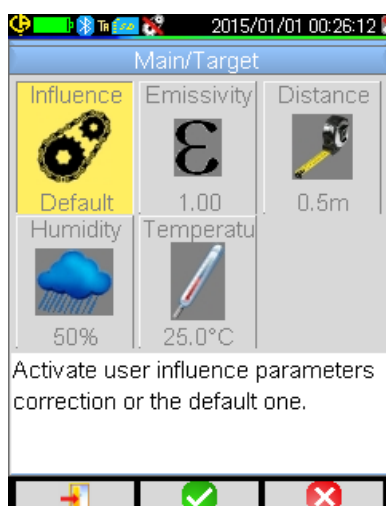 2015/01/01 00:26:12
Main/Target
Influence Emissivity Distance
ε
Default 1.00 0.5m
Humidity Temperatu
50% 25.0°C
Activate user influence parameters
correction or the default one.